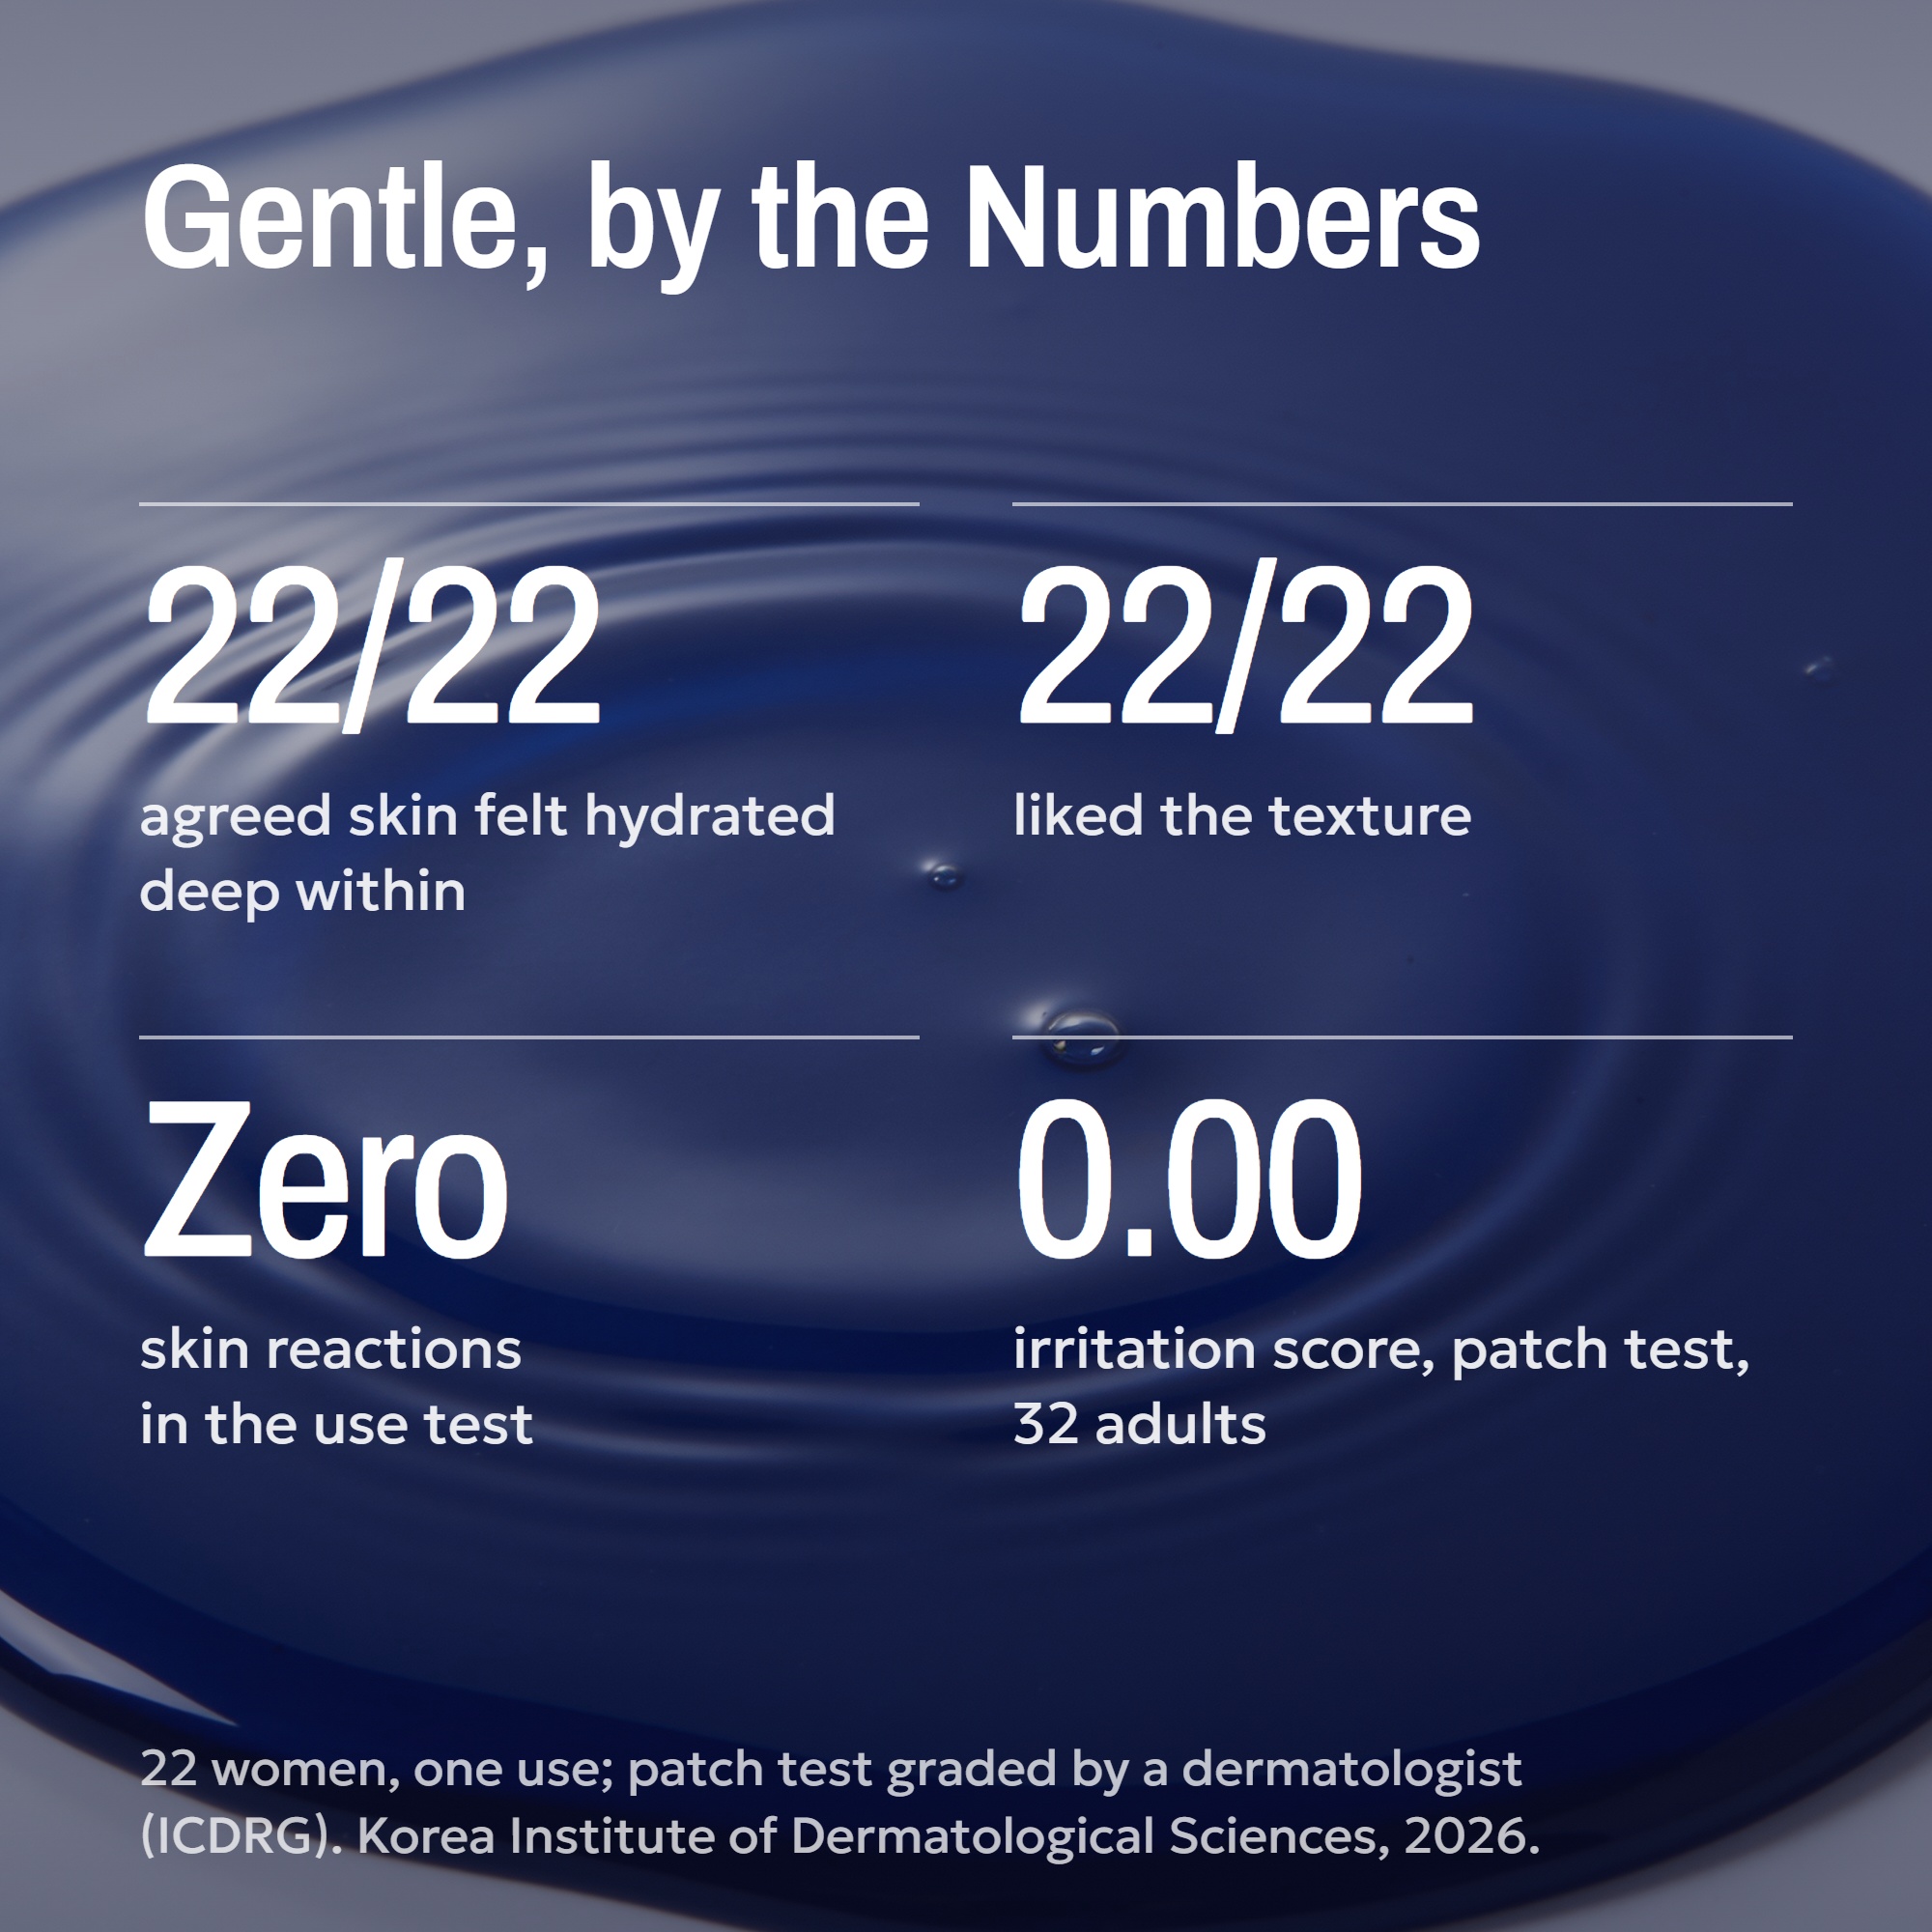 Gentle, by the Numbers
22/22
agreed skin felt hydrated
deep within
22/22
liked the texture
Zero
skin reactions
in the use test
0.00
irritation score, patch test,
32 adults
22 women, one use; patch test graded by a dermatologist
(ICDRG). Korea Institute of Dermatological Sciences, 2026.